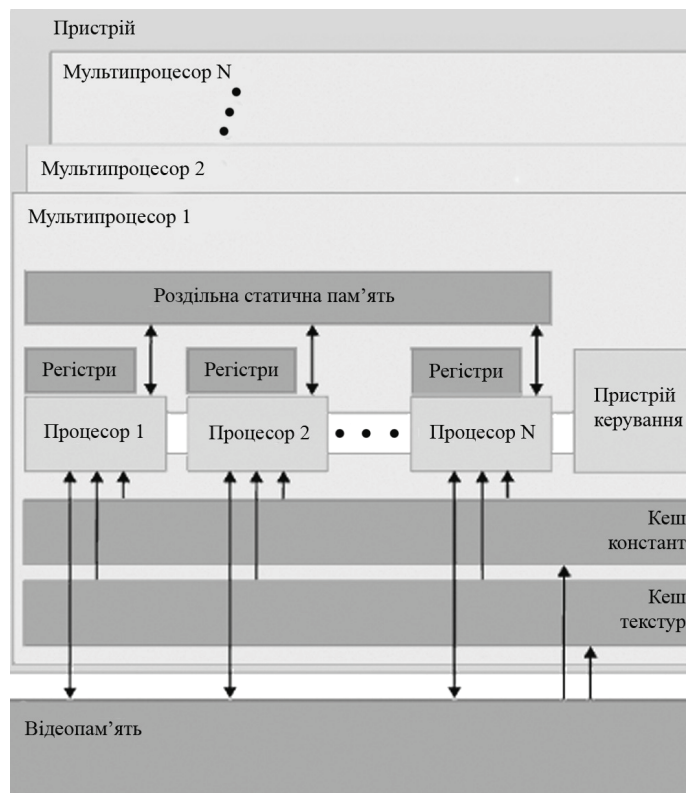 Пристрій
Мультипроцесор N
Мультипроцесор 2
Мультипроцесор 1
Роздільна статична пам’ять
Регістри
Регістри
Регістри
Процесор 1
Процесор 2
Процесор N
Пристрій
керування
Кеш
констант
Кеш
текстур
Відеопам’ять